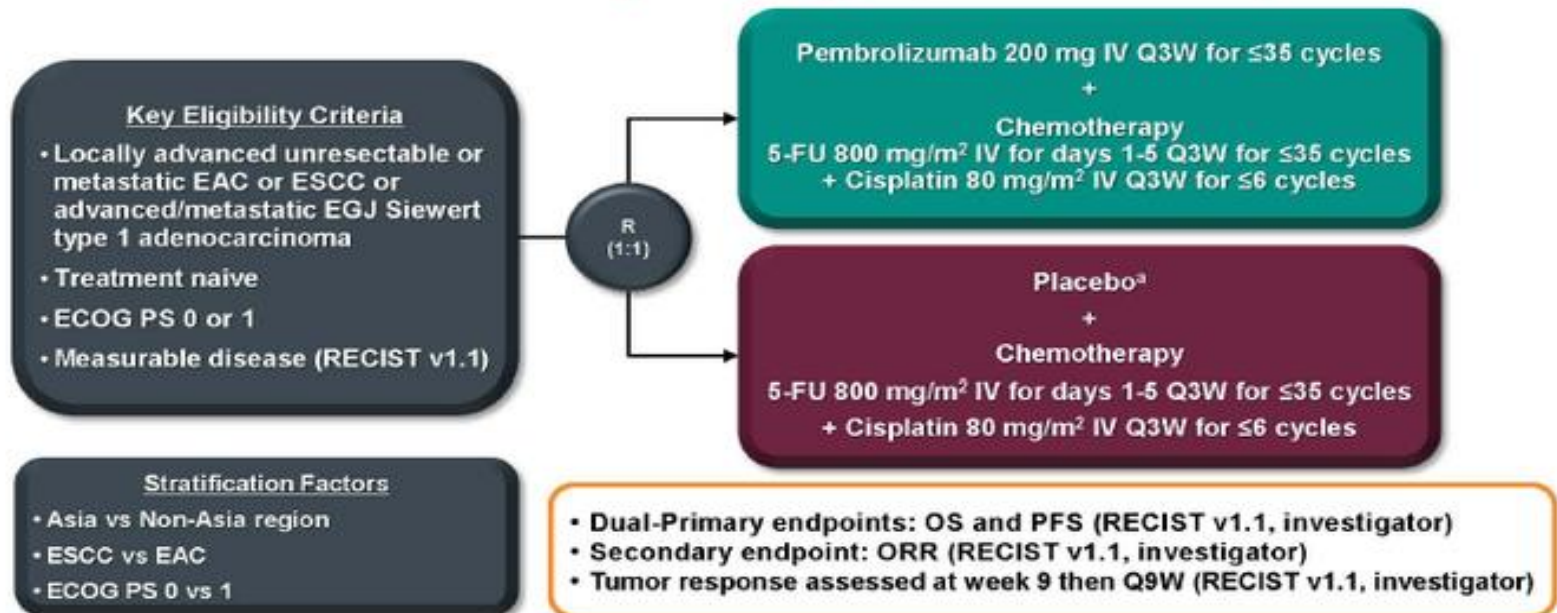 Key Eligibility Criteria
• Locally advanced unresectable or
metastatic EAC or ESCC or
advanced/metastatic EGJ Siewert
type 1 adenocarcinoma
• Treatment naive
• ECOG PS 0 or 1
• Measurable disease (RECIST v1.1)
R
(1:1)
Pembrolizumab 200 mg IV Q3W for ≤35 cycles
+
Chemotherapy
5-FU 800 mg/m² IV for days 1-5 Q3W for ≤35 cycles
+ Cisplatin 80 mg/m² IV Q3W for ≤6 cycles
Placeboᵃ
+
Chemotherapy
5-FU 800 mg/m² IV for days 1-5 Q3W for ≤35 cycles
+ Cisplatin 80 mg/m² IV Q3W for ≤6 cycles
Stratification Factors
• Asia vs Non-Asia region
• ESCC vs EAC
• ECOG PS 0 vs 1
• Dual-Primary endpoints: OS and PFS (RECIST v1.1, investigator)
• Secondary endpoint: ORR (RECIST v1.1, investigator)
• Tumor response assessed at week 9 then Q9W (RECIST v1.1, investigator)